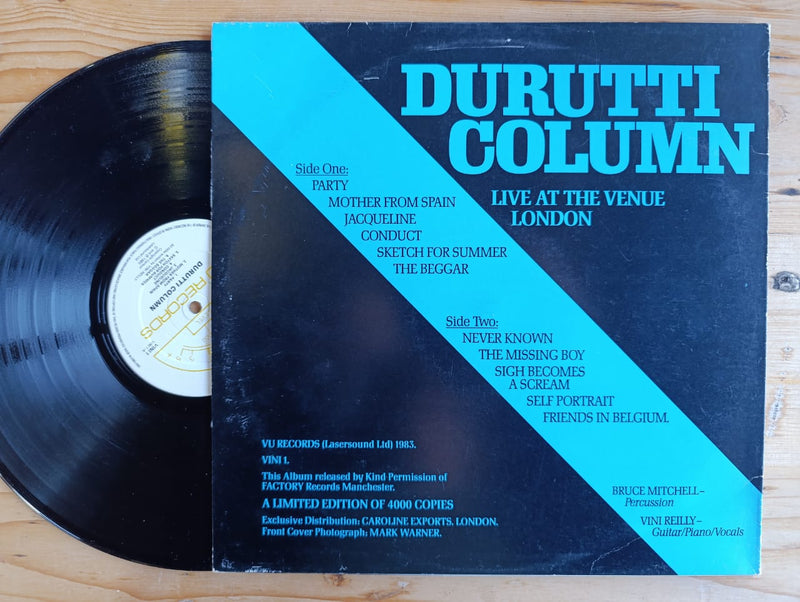 DURUTTI
COLUMN
LIVE AT THE VENUE
LONDON
Side One:
PARTY
MOTHER FROM SPAIN
JACQUELINE
CONDUCT
SKETCH FOR SUMMER
THE BEGGAR
Side Two:
NEVER KNOWN
THE MISSING BOY
SIGH BECOMES
A SCREAM
SELF PORTRAIT
FRIENDS IN BELGIUM.
VU RECORDS (Lasersound Ltd) 1983.
VINI 1.
This Album released by Kind Permission of
FACTORY Records Manchester.
A LIMITED EDITION OF 4000 COPIES
Exclusive Distribution: CAROLINE EXPORTS. LONDON.
Front Cover Photograph: MARK WARNER.
BRUCE MITCHELL–
Percussion
VINI REILLY–
Guitar/Piano/Vocals
RECORDS
DURUTTI COLUMN
VINI 1